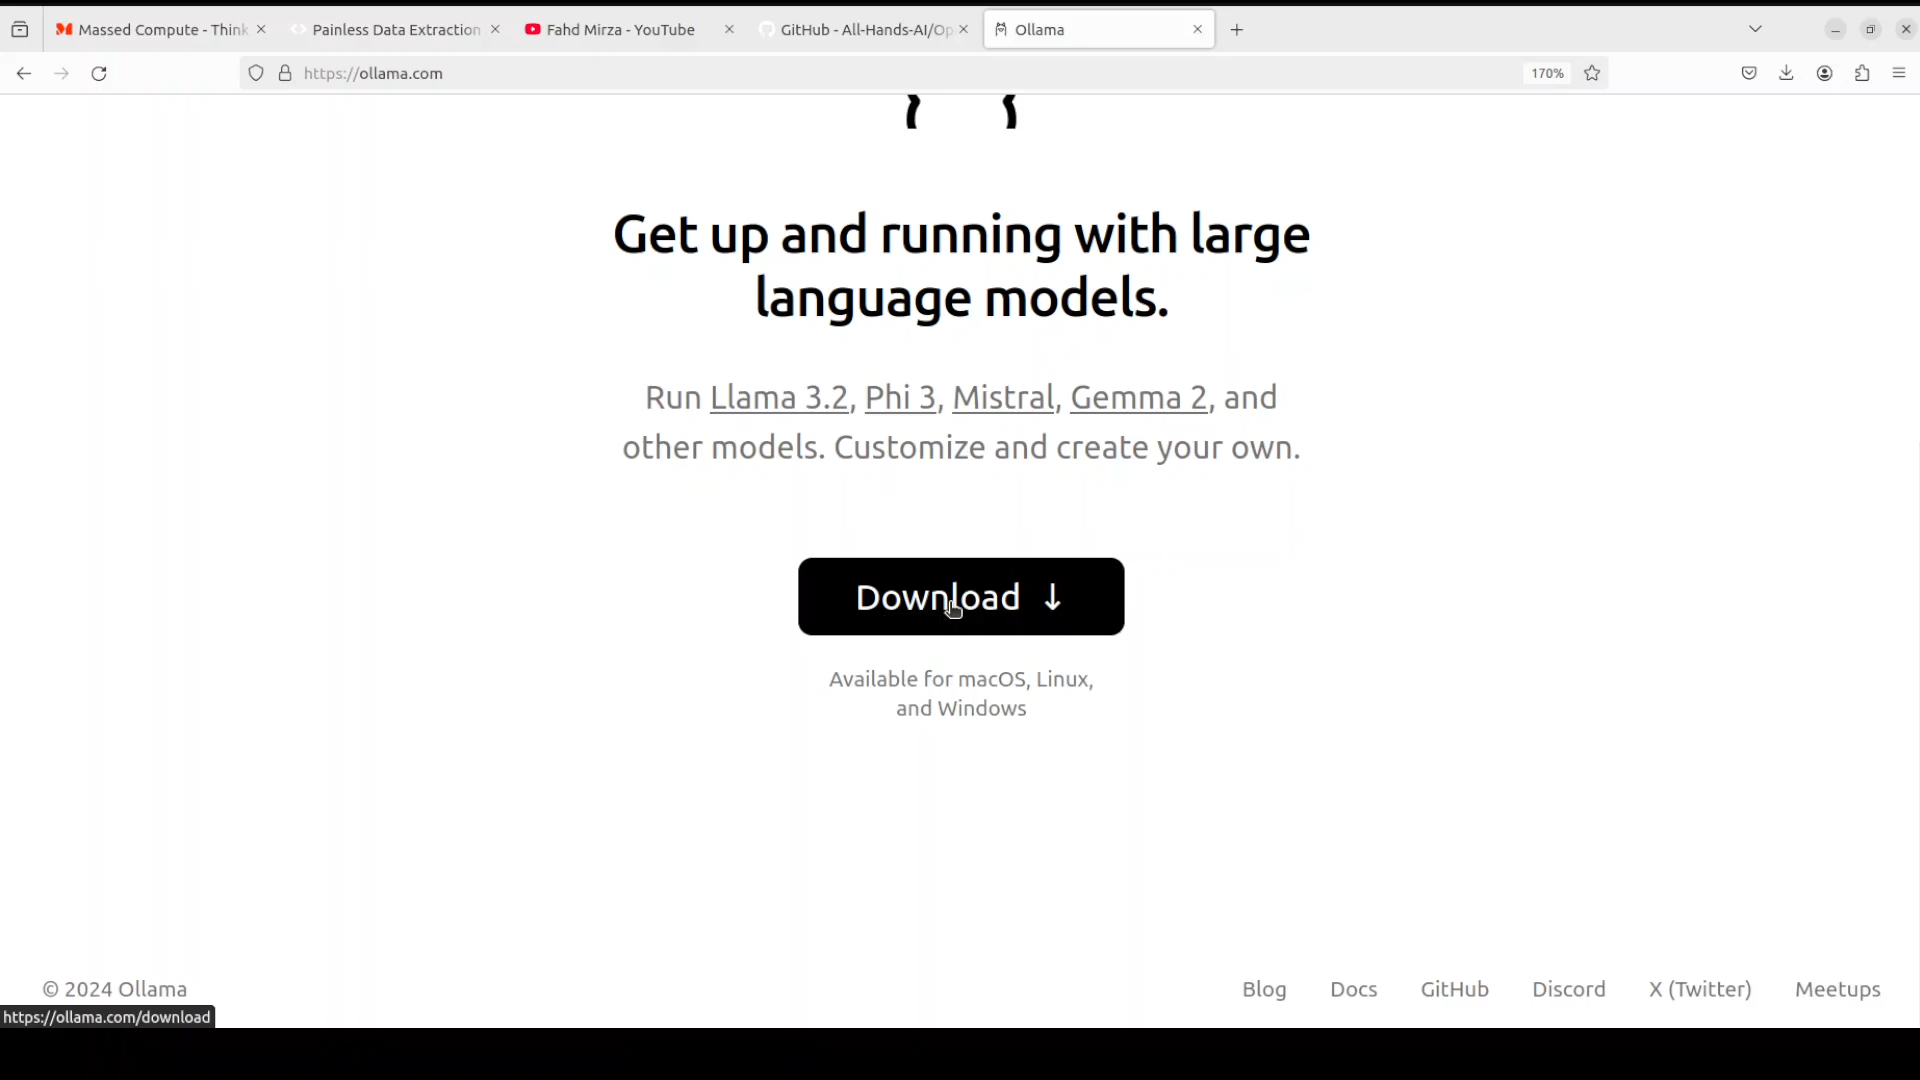 Massed Compute - Think
Painless Data Extraction
Fahd Mirza - YouTube
GitHub - All-Hands-AI/Op
Ollama
https://ollama.com
170%
Get up and running with large
language models.
Run Llama 3.2, Phi 3, Mistral, Gemma 2, and
other models. Customize and create your own.
Download ↓
Available for macOS, Linux,
and Windows
© 2024 Ollama
Blog
Docs
GitHub
Discord
X (Twitter)
Meetups
https://ollama.com/download